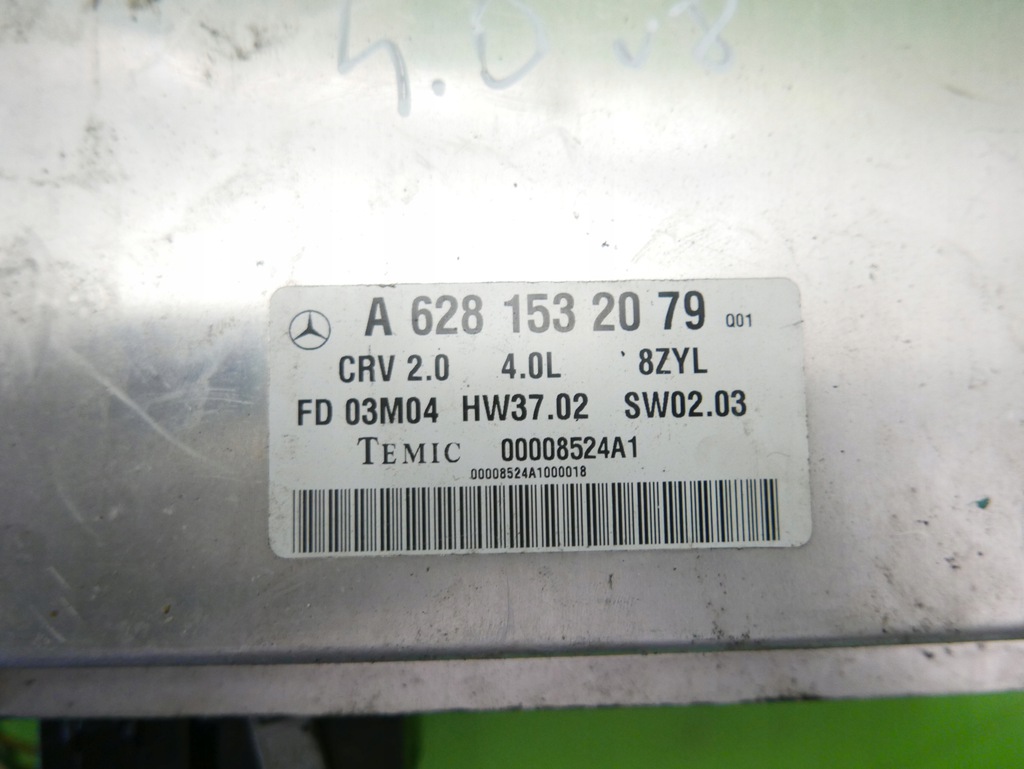 4.0 v8
A 628 153 20 79 Q01
CRV 2.0 4.0L 8ZYL
FD 03M04 HW37.02 SW02.03
TEMIC 00008524A1
00008524A1000018